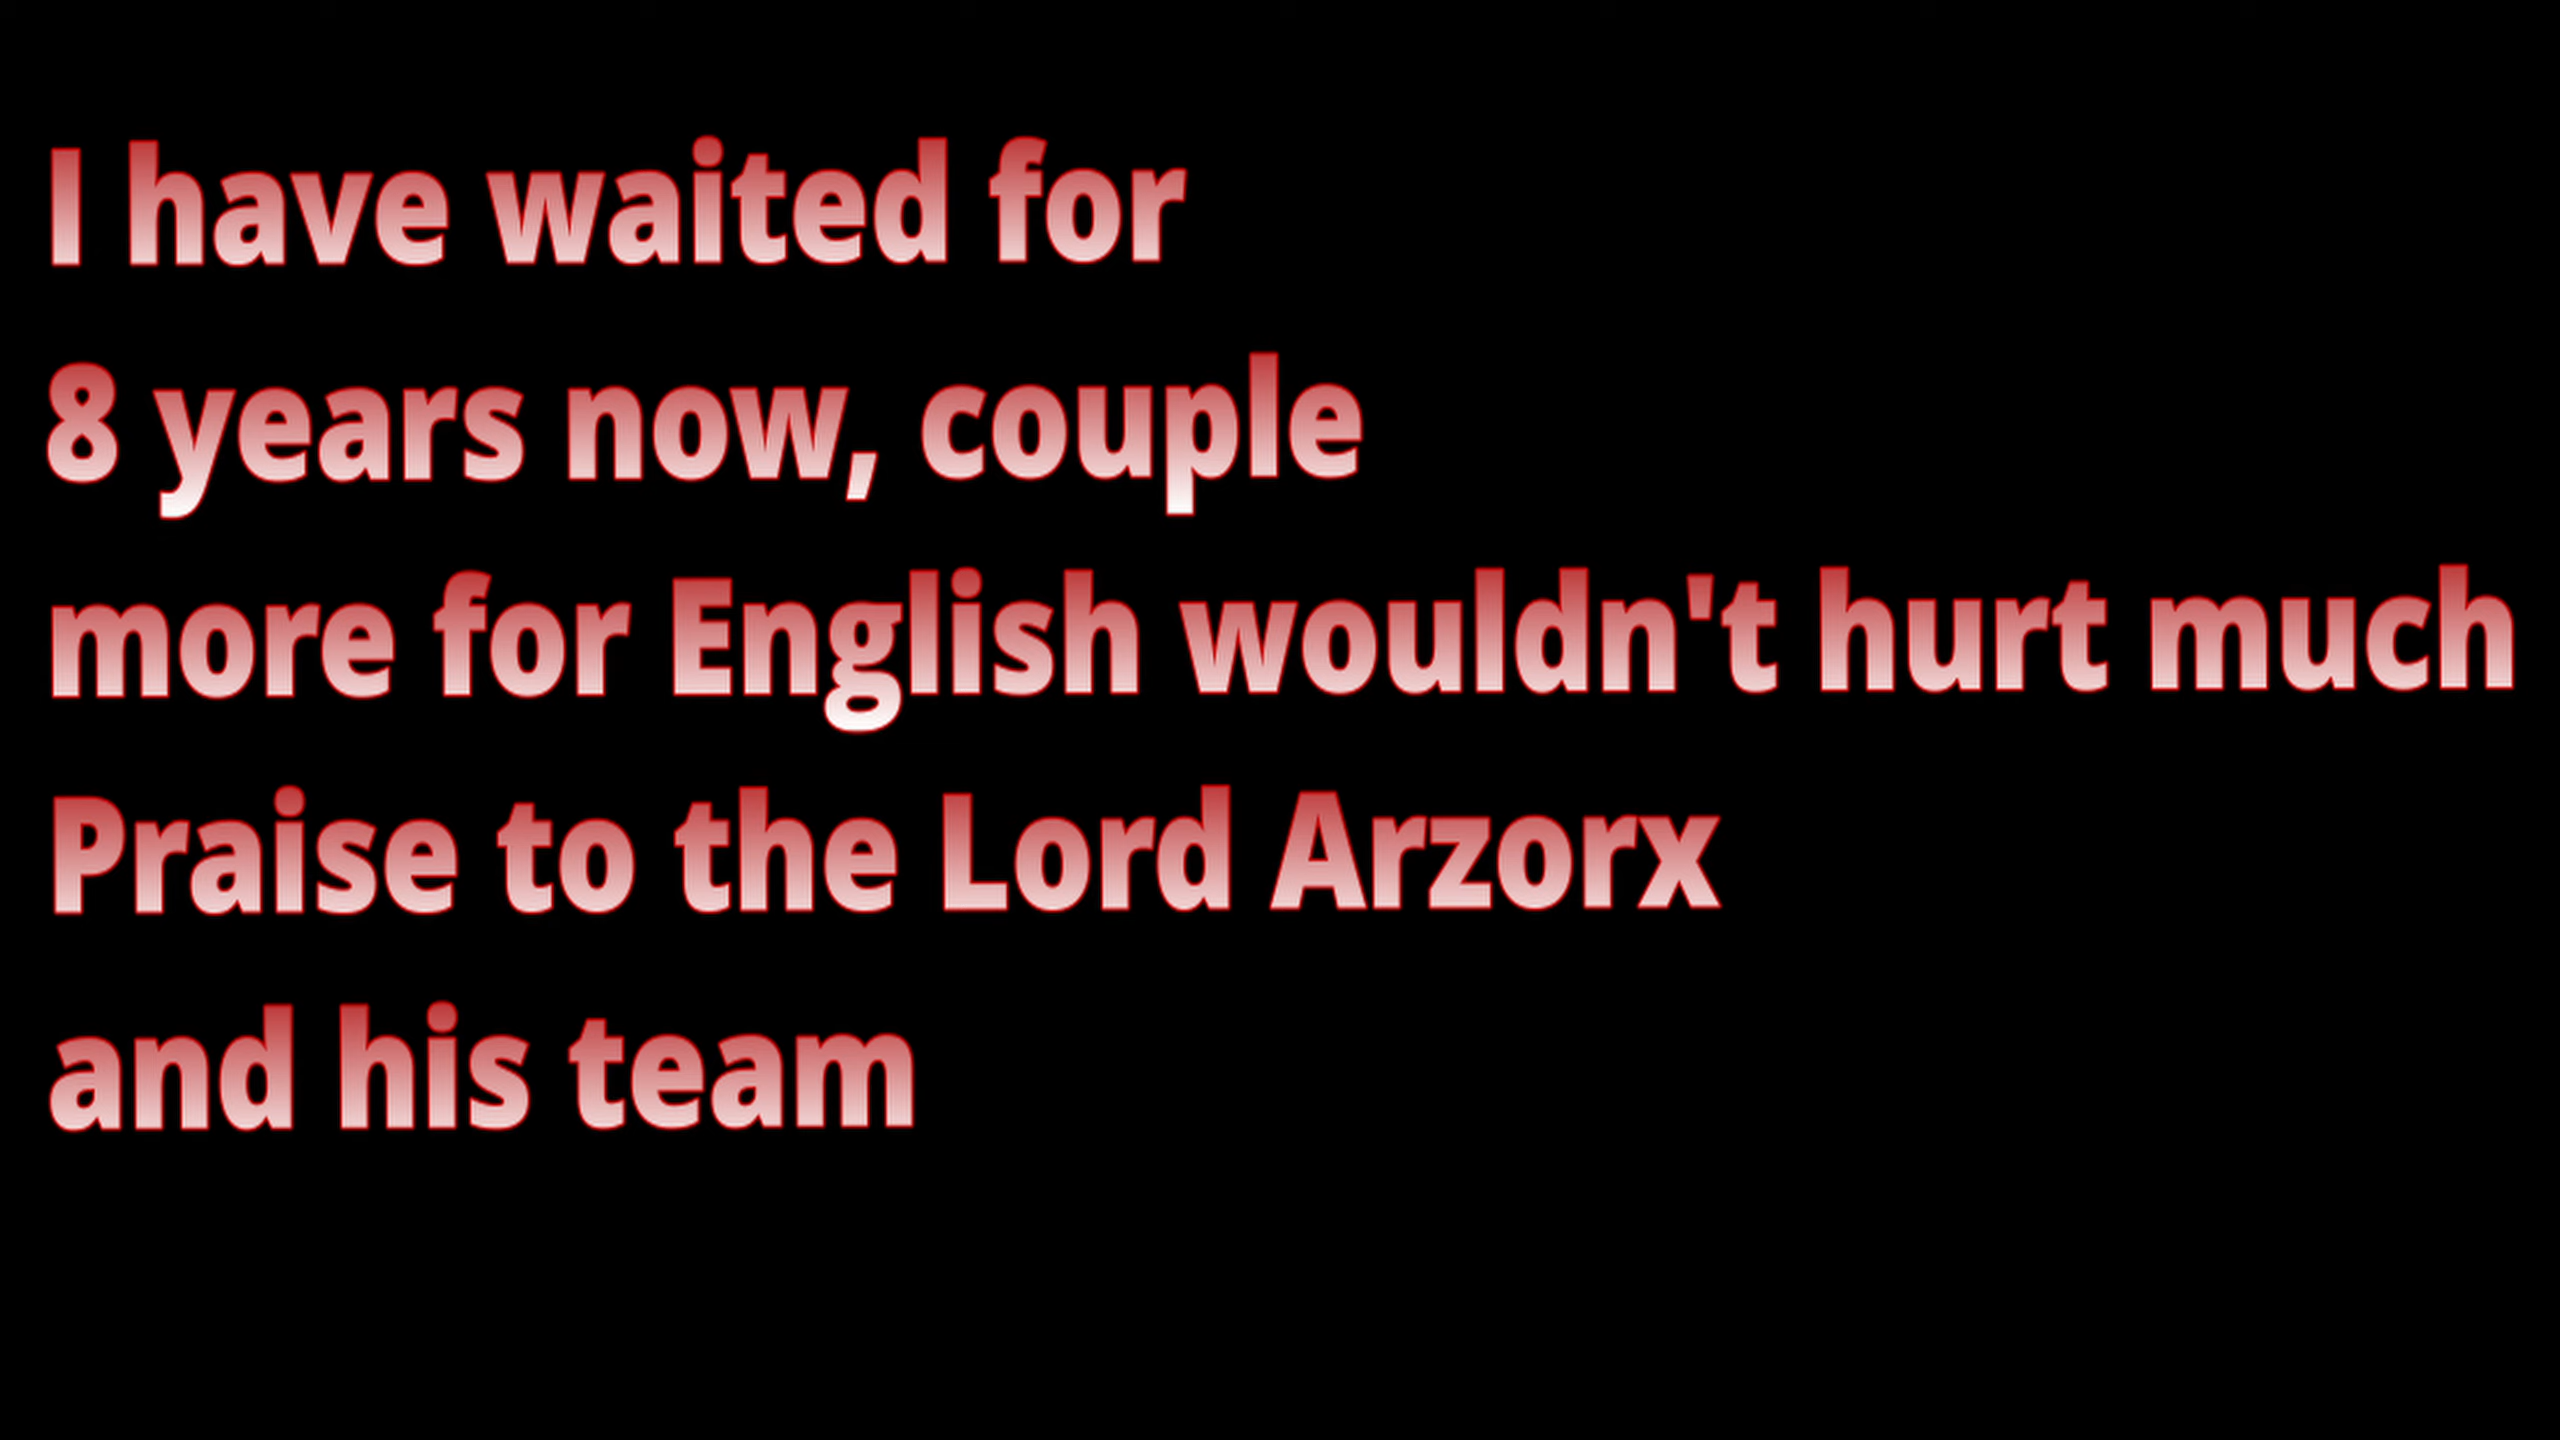 I have waited for
8 years now, couple
more for English wouldn't hurt much
Praise to the Lord Arzorx
and his team